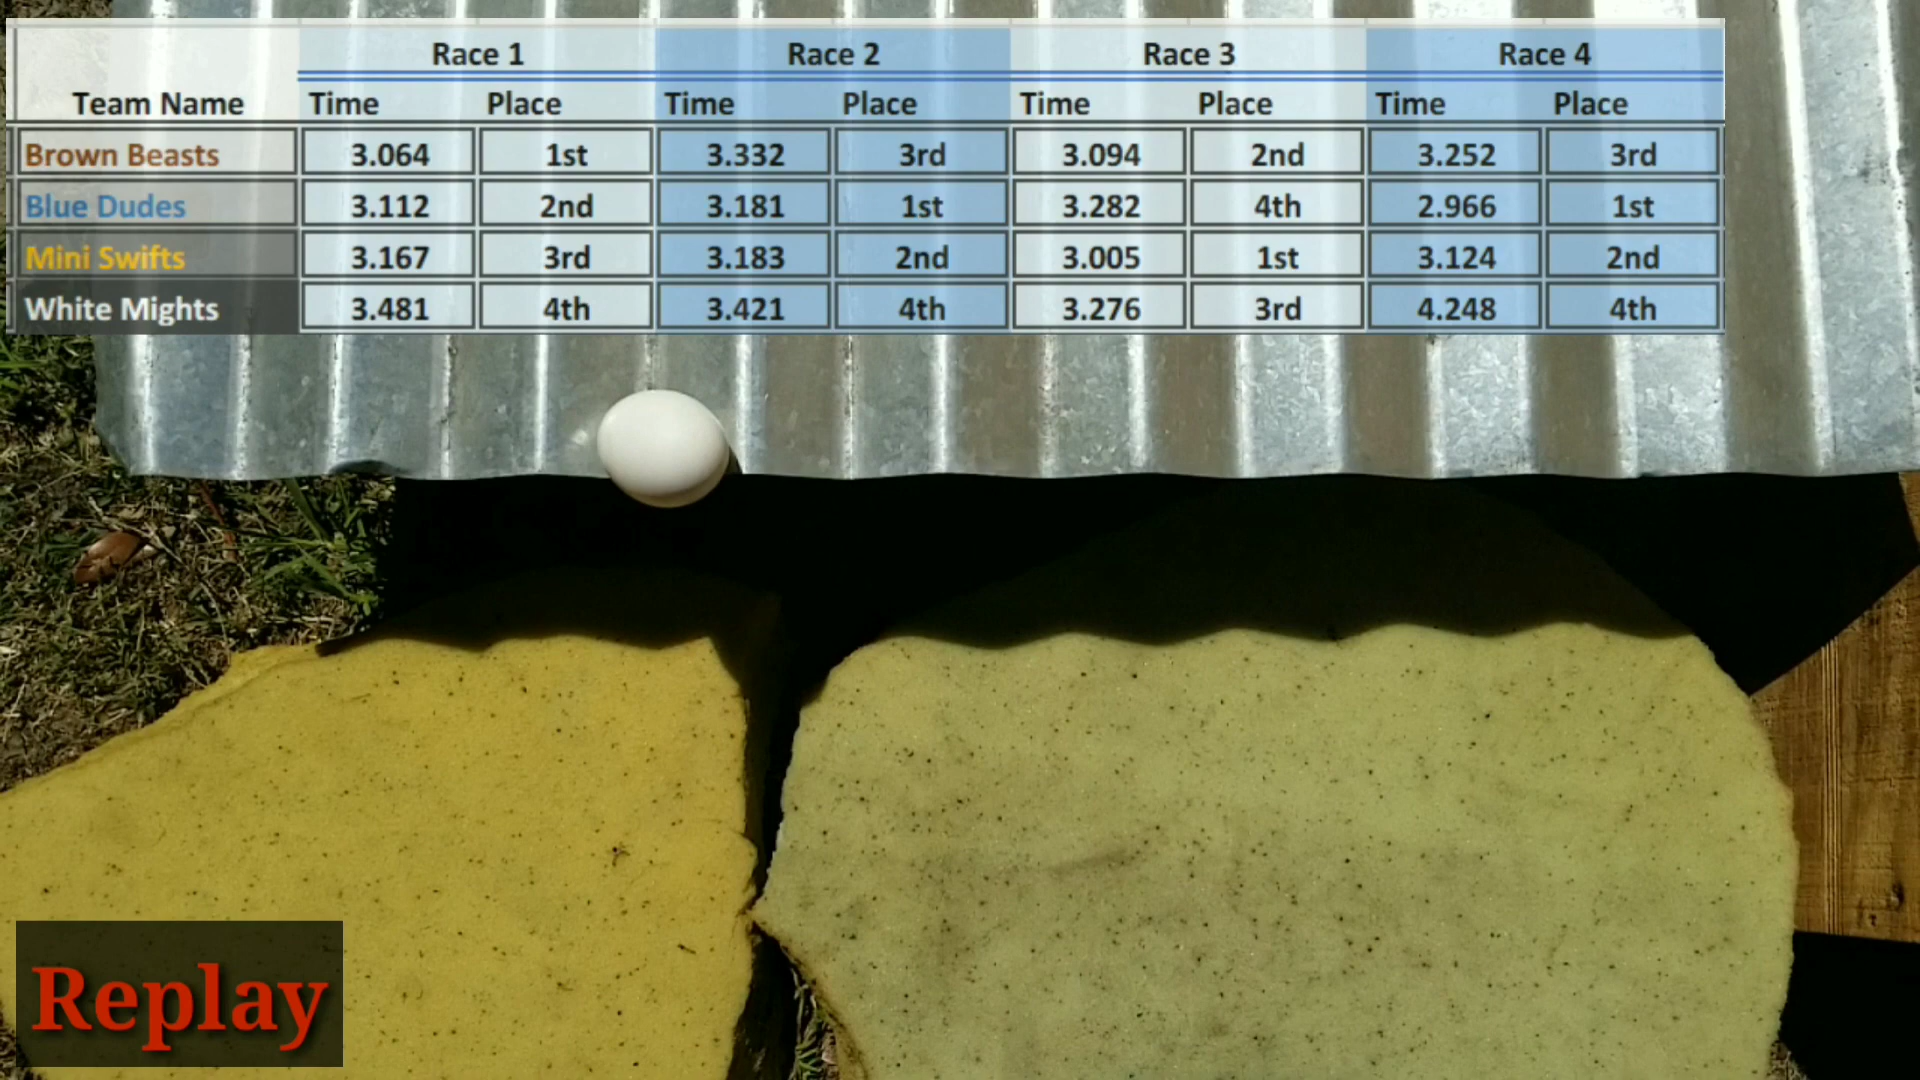 Race 1 Race 2 Race 3 Race 4
Team Name Time Place Time Place Time Place Time Place
Brown Beasts 3.064 1st 3.332 3rd 3.094 2nd 3.252 3rd
Blue Dudes 3.112 2nd 3.181 1st 3.282 4th 2.966 1st
Mini Swifts 3.167 3rd 3.183 2nd 3.005 1st 3.124 2nd
White Mights 3.481 4th 3.421 4th 3.276 3rd 4.248 4th
Replay